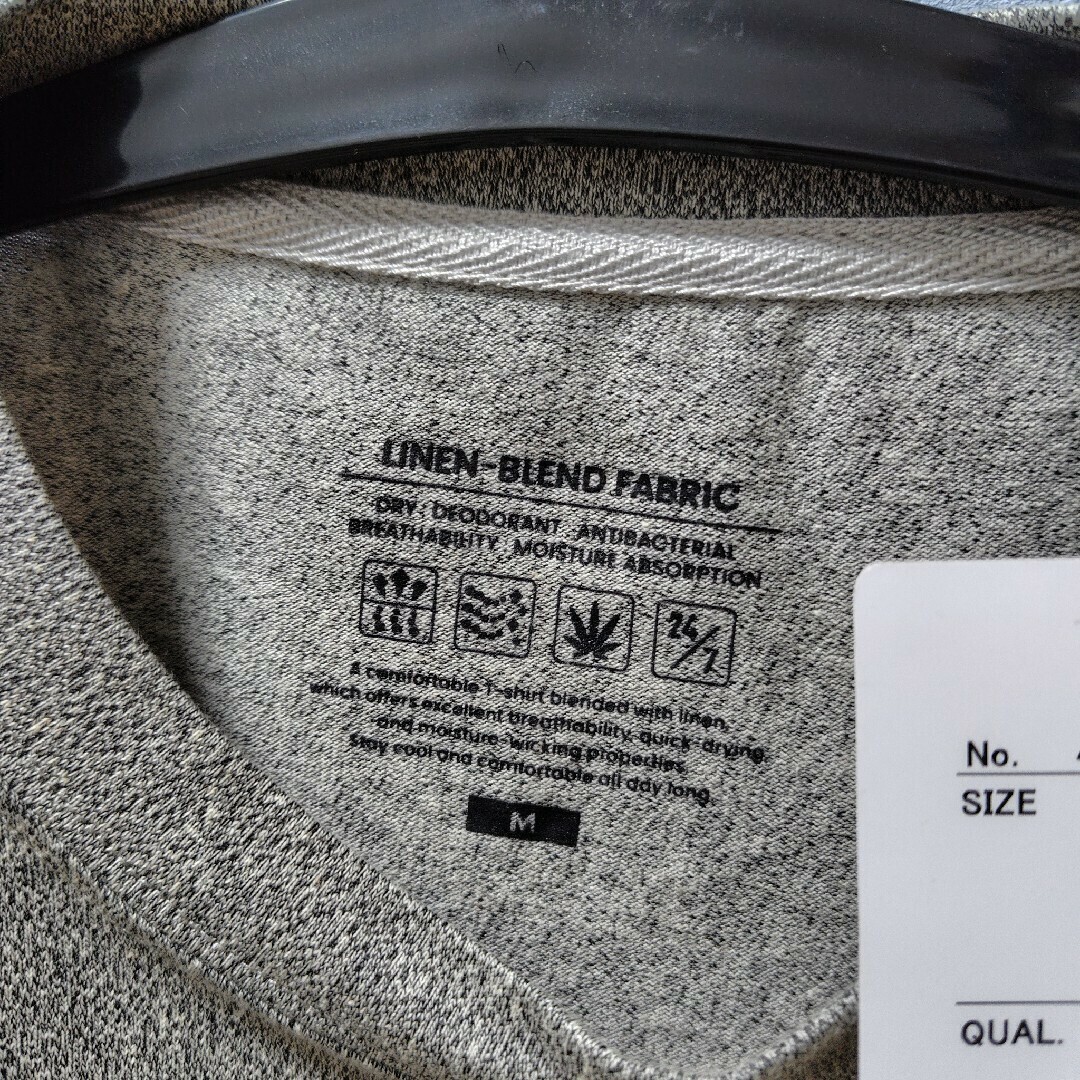 LINEN-BLEND FABRIC
DRY . DEODORANT . ANTIBACTERIAL
BREATHABILITY . MOISTURE ABSORPTION
24/7
A comfortable T-shirt blended with linen,
which offers excellent breathability, quick-drying,
and moisture-wicking properties.
Stay cool and comfortable all day long.
M
No.
SIZE
QUAL.